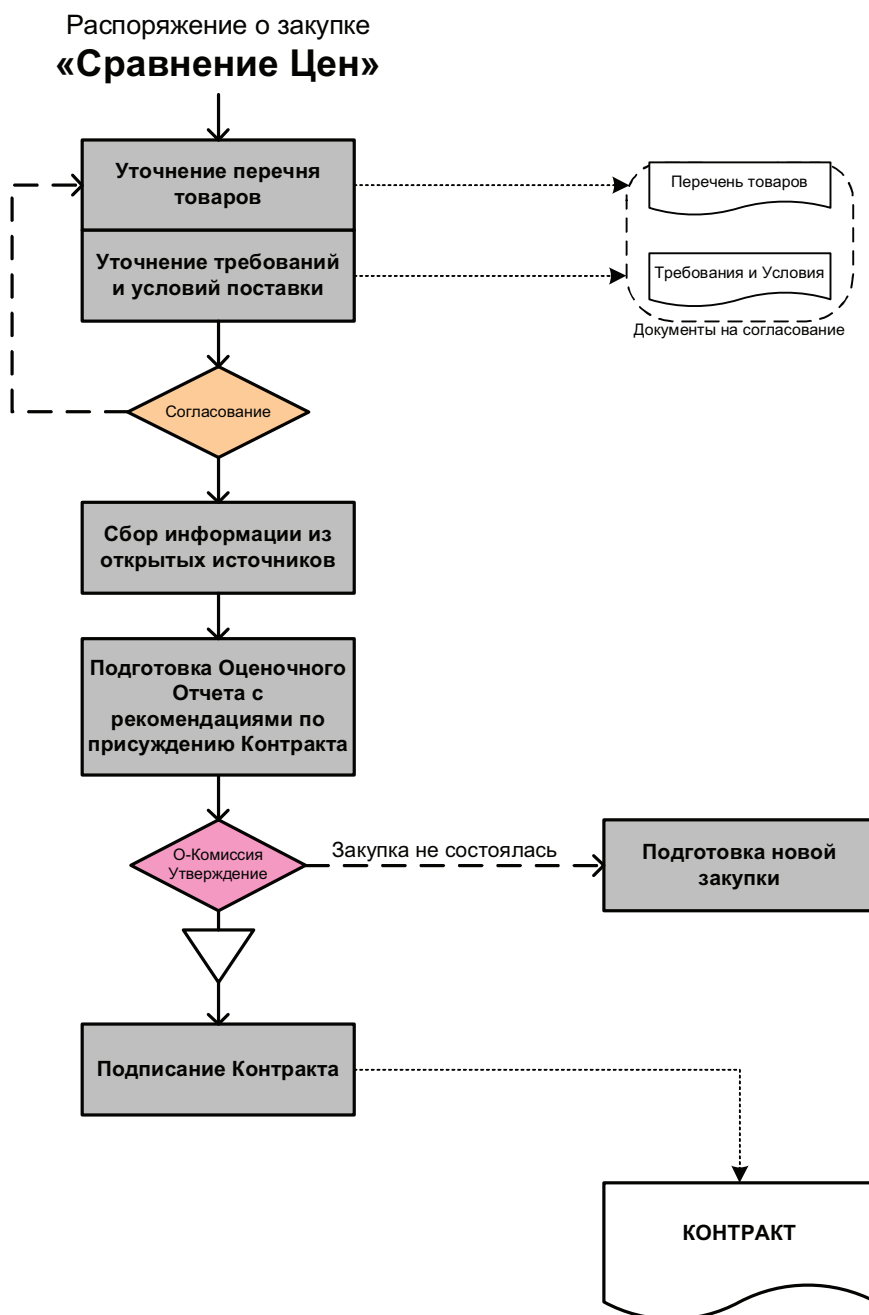 Распоряжение о закупке
«Сравнение Цен»
Уточнение перечня
товаров
Перечень товаров
Уточнение требований
и условий поставки
Требования и Условия
Документы на согласование
Согласование
Сбор информации из
открытых источников
Подготовка Оценочного
Отчета с
рекомендациями по
присуждению Контракта
О-Комиссия
Утверждение
Закупка не состоялась
Подготовка новой
закупки
Подписание Контракта
КОНТРАКТ